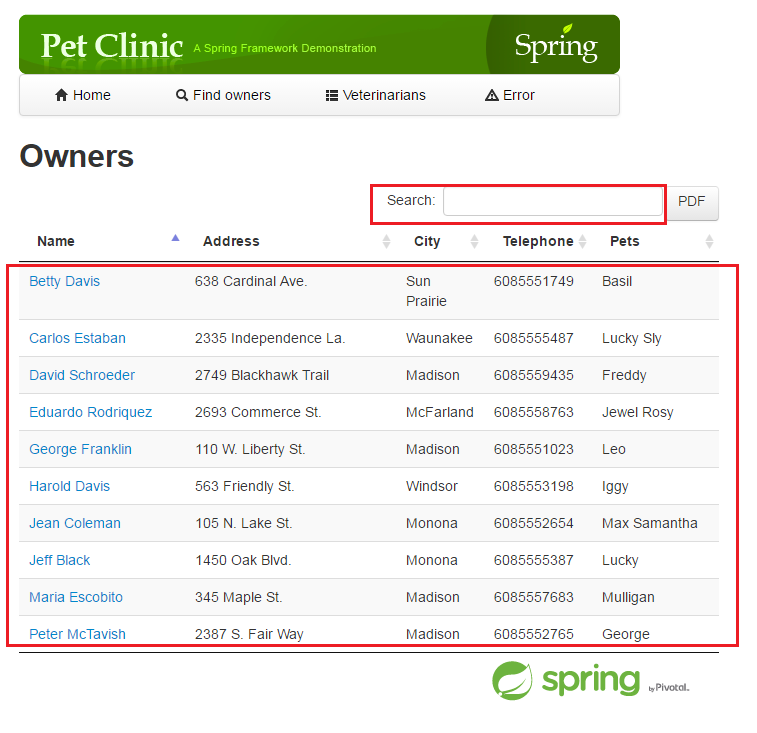 Pet Clinic A Spring Framework Demonstration Spring
Home Find owners Veterinarians Error
Owners
Search: PDF
Name Address City Telephone Pets
Betty Davis 638 Cardinal Ave. Sun 6085551749 Basil
Prairie
Carlos Estaban 2335 Independence La. Waunakee 6085555487 Lucky Sly
David Schroeder 2749 Blackhawk Trail Madison 6085559435 Freddy
Eduardo Rodriquez 2693 Commerce St. McFarland 6085558763 Jewel Rosy
George Franklin 110 W. Liberty St. Madison 6085551023 Leo
Harold Davis 563 Friendly St. Windsor 6085553198 Iggy
Jean Coleman 105 N. Lake St. Monona 6085552654 Max Samantha
Jeff Black 1450 Oak Blvd. Monona 6085555387 Lucky
Maria Escobito 345 Maple St. Madison 6085557683 Mulligan
Peter McTavish 2387 S. Fair Way Madison 6085552765 George
spring by Pivotal™